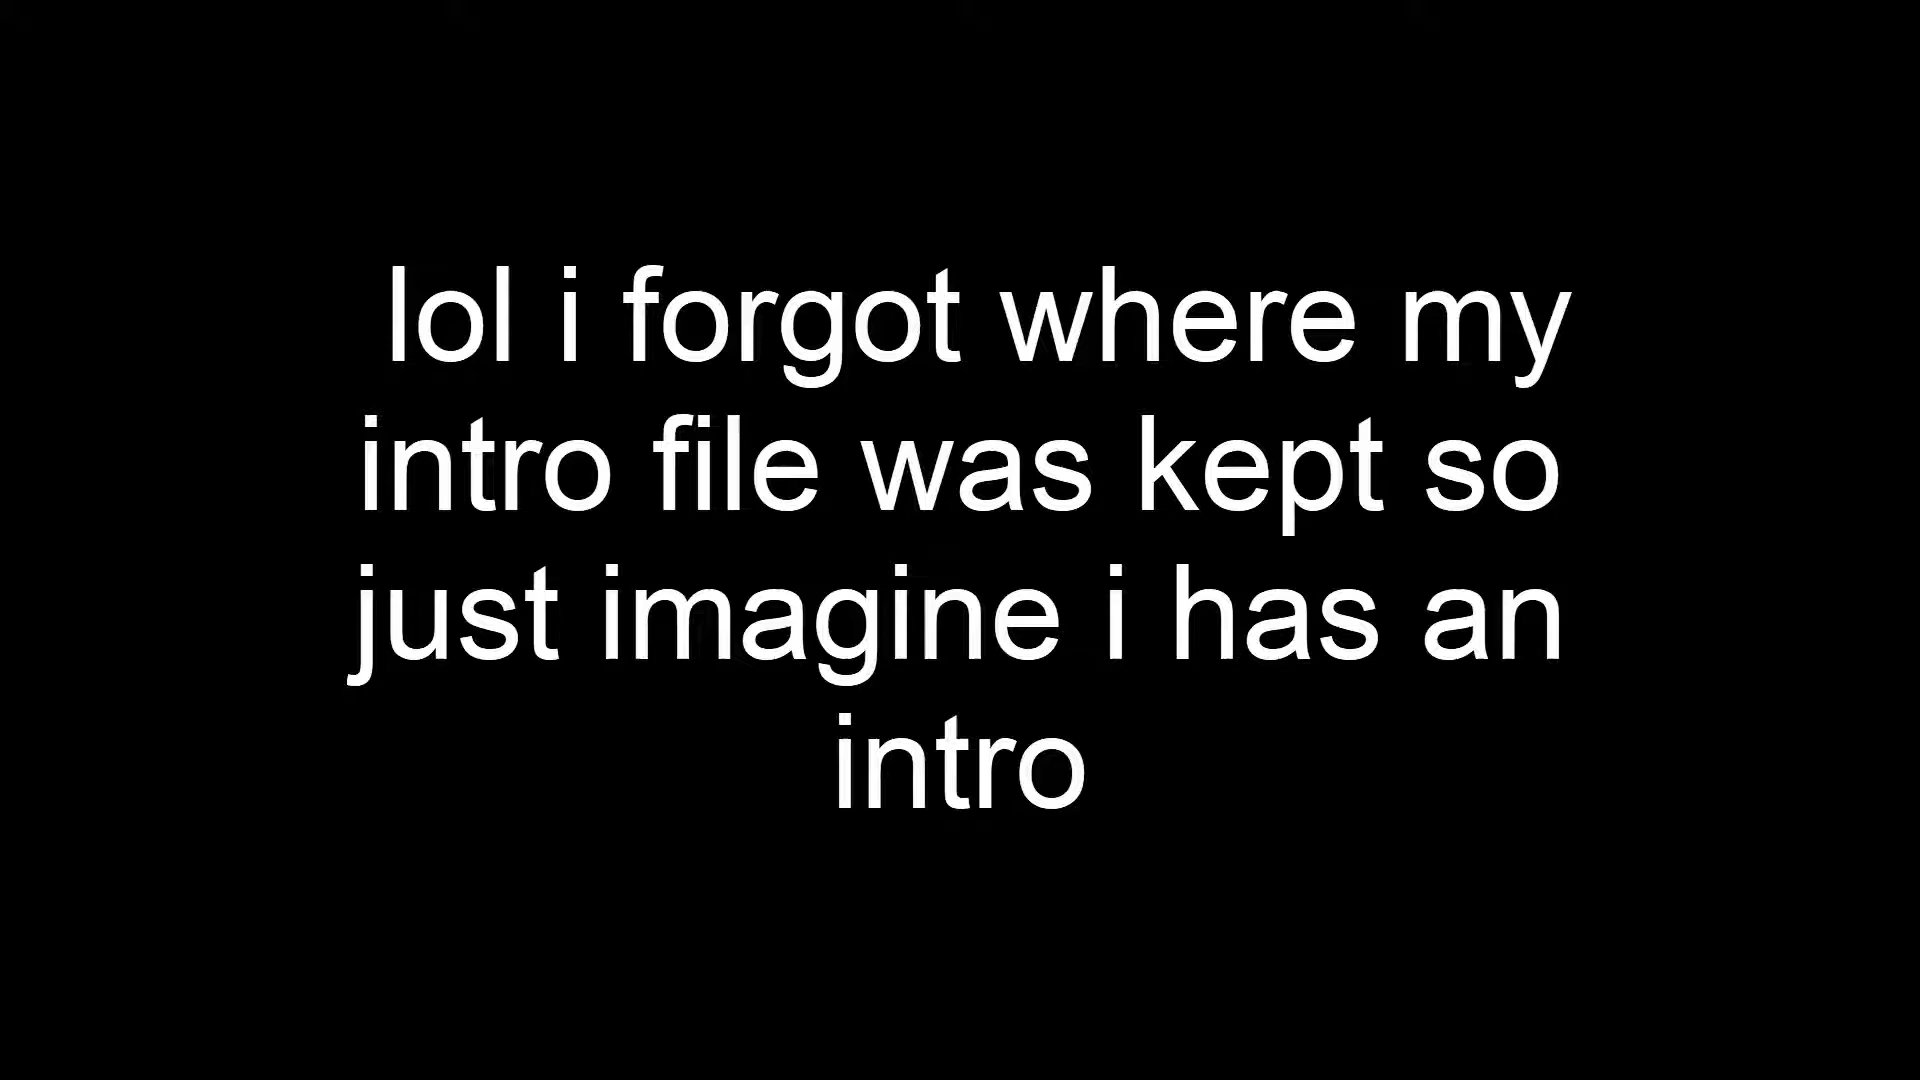 lol i forgot where my
intro file was kept so
just imagine i has an
intro